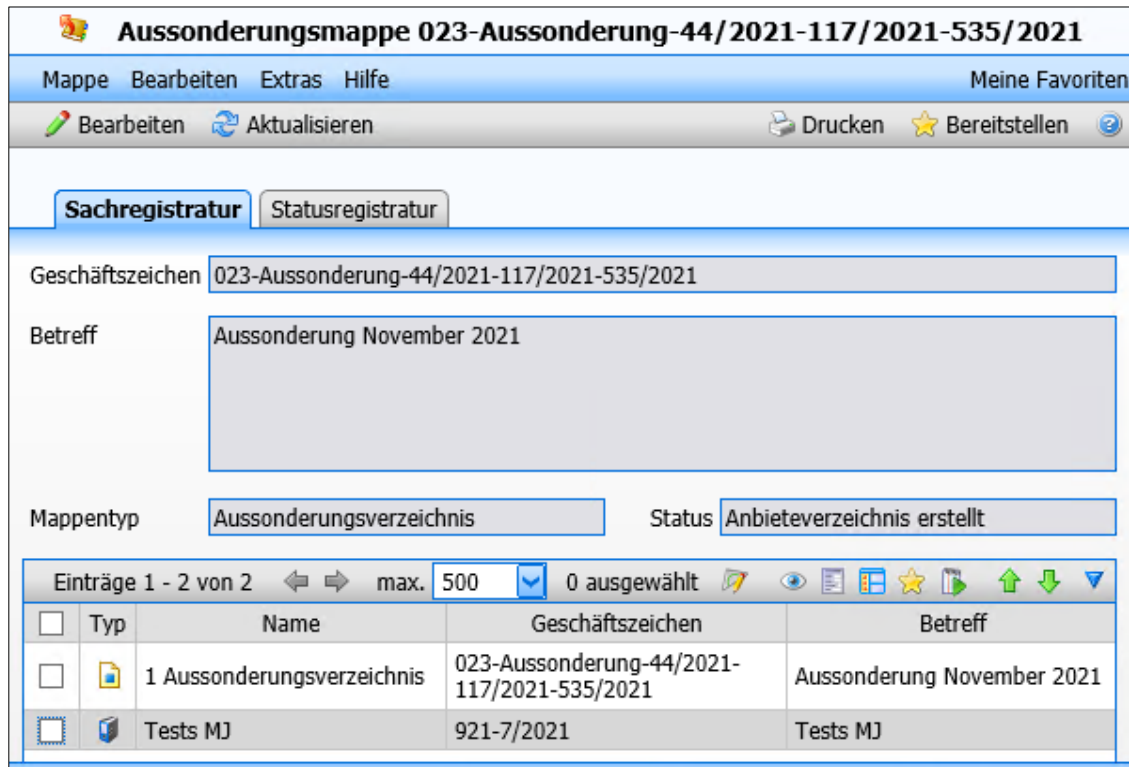 Aussonderungsmappe 023-Aussonderung-44/2021-117/2021-535/2021
Mappe Bearbeiten Extras Hilfe Meine Favoriten
Bearbeiten Aktualisieren Drucken Bereitstellen
Sachregistratur Statusregistratur
Geschäftszeichen 023-Aussonderung-44/2021-117/2021-535/2021
Betreff Aussonderung November 2021
Mappentyp Aussonderungsverzeichnis Status Anbieteverzeichnis erstellt
Einträge 1 - 2 von 2 max. 500 0 ausgewählt
Typ Name Geschäftszeichen Betreff
1 Aussonderungsverzeichnis 023-Aussonderung-44/2021-
117/2021-535/2021 Aussonderung November 2021
Tests MJ 921-7/2021 Tests MJ